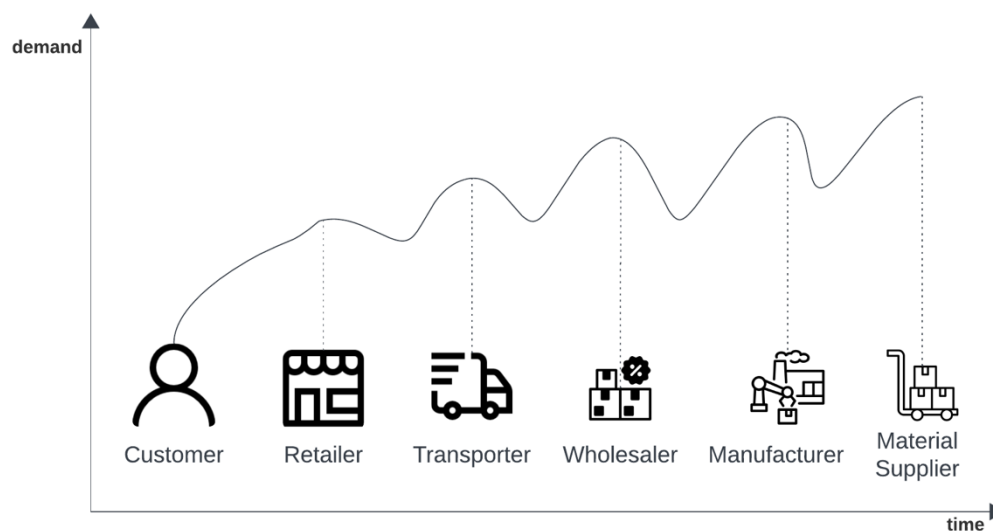 demand
Customer
Retailer
Transporter
Wholesaler
Manufacturer
Material
Supplier
time